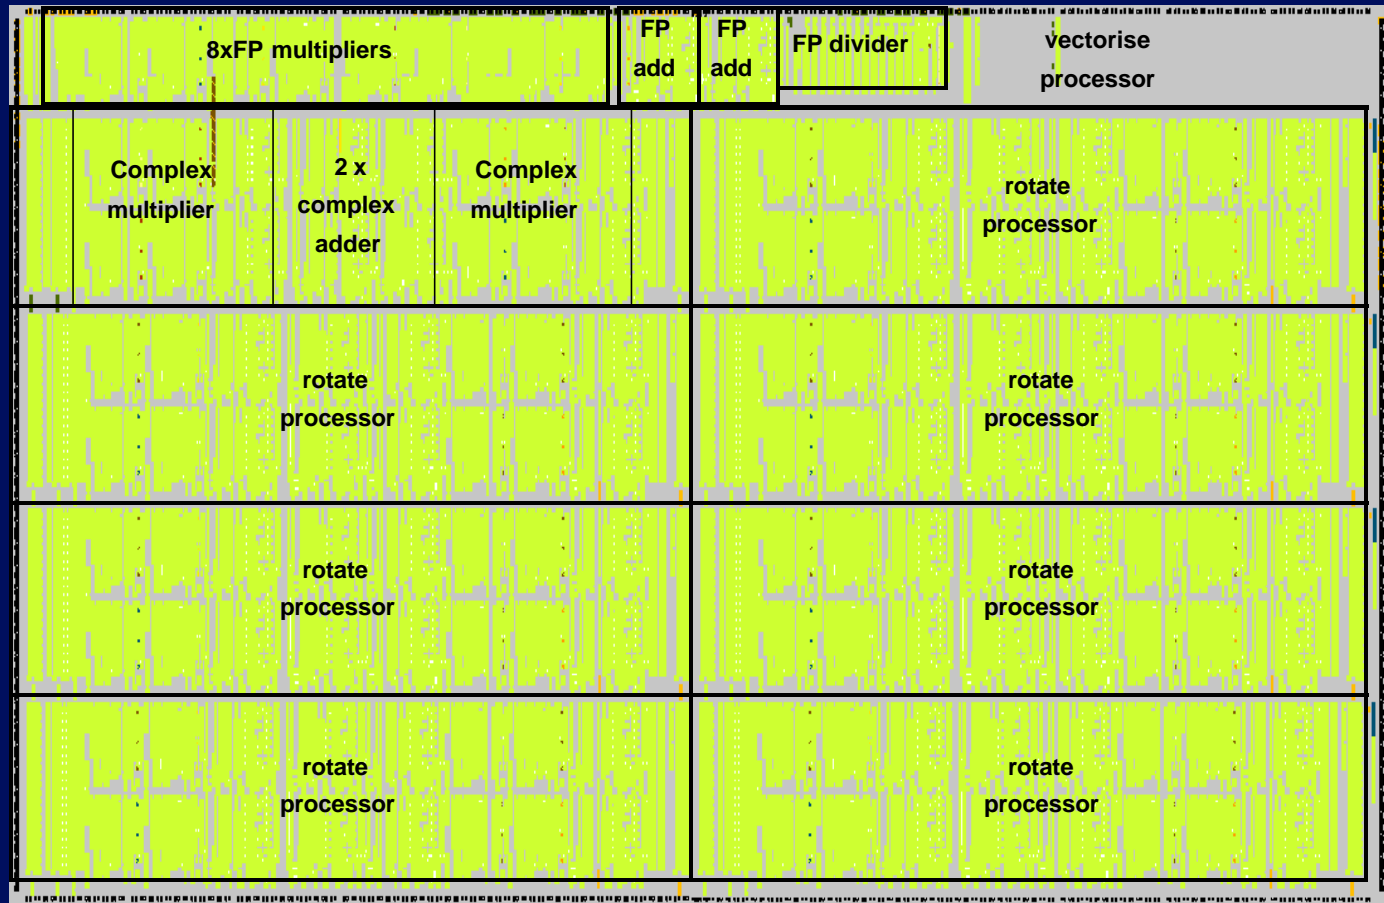 8xFP multipliers
FP
add
FP
add
FP divider
vectorise
processor
Complex
multiplier
2 x
complex
adder
Complex
multiplier
rotate
processor
rotate
processor
rotate
processor
rotate
processor
rotate
processor
rotate
processor
rotate
processor